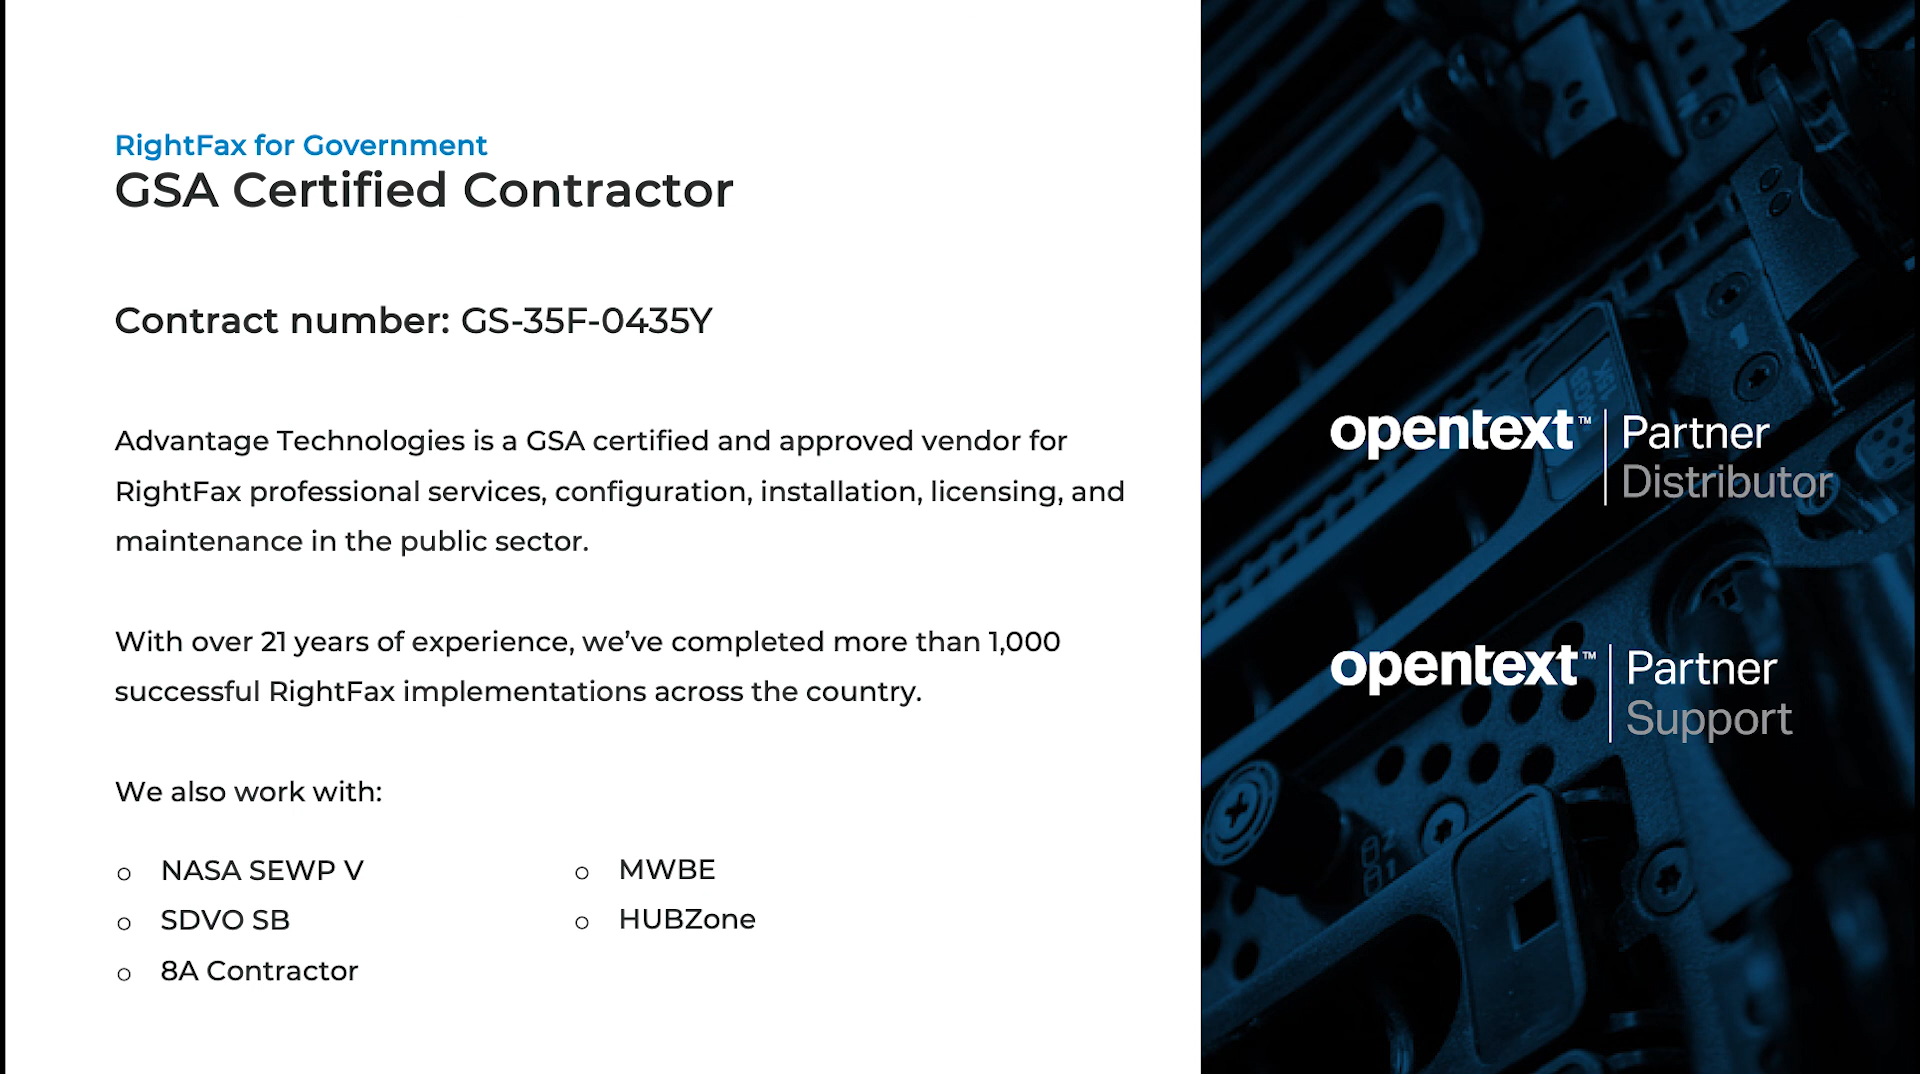 RightFax for Government
GSA Certified Contractor
Contract number: GS-35F-0435Y
Advantage Technologies is a GSA certified and approved vendor for
RightFax professional services, configuration, installation, licensing, and
maintenance in the public sector.
With over 21 years of experience, we’ve completed more than 1,000
successful RightFax implementations across the country.
We also work with:
○ NASA SEWP V
○ SDVO SB
○ 8A Contractor
○ MWBE
○ HUBZone
opentext™ | Partner
Distributor
opentext™ | Partner
Support